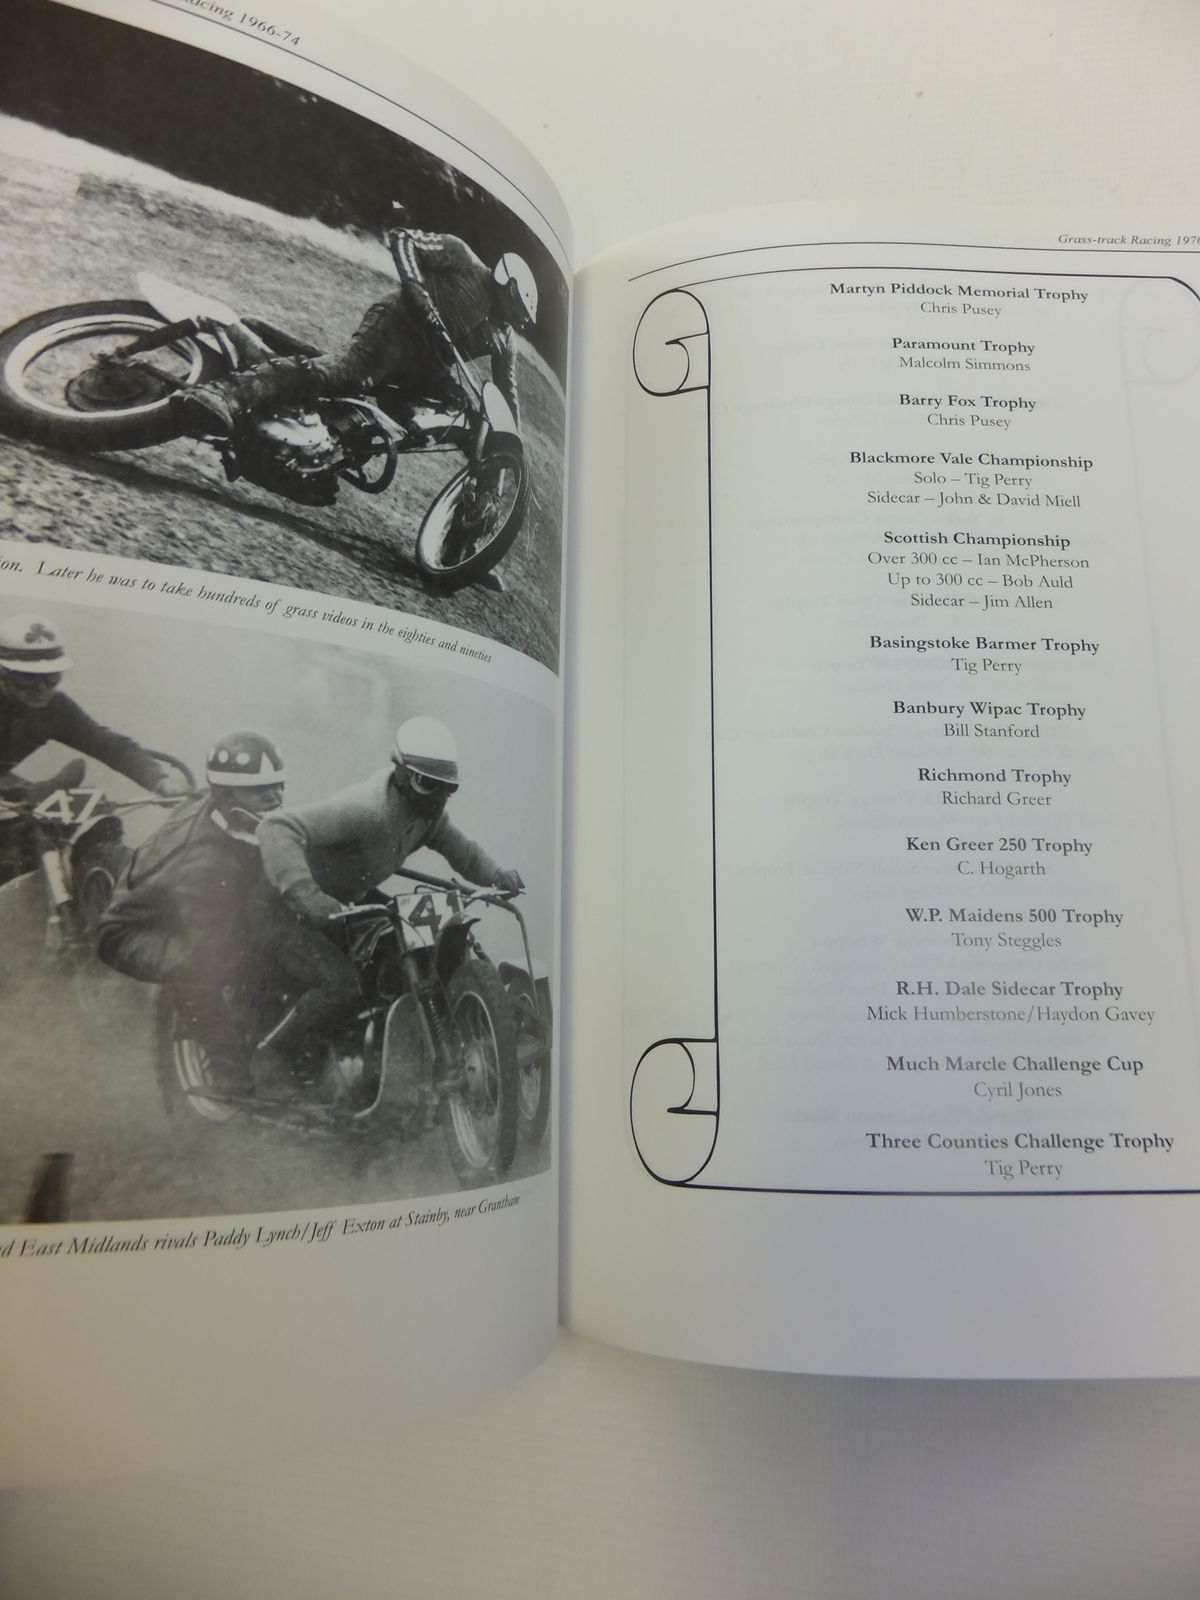 Racing 1966-74
ion. Later he was to take hundreds of grass videos in the eighties and nineties
47
41
East Midlands rivals Paddy Lynch/Jeff Exton at Stainby, near Grantham
Grass-track Racing 1970
Martyn Piddock Memorial Trophy
Chris Pusey
Paramount Trophy
Malcolm Simmons
Barry Fox Trophy
Chris Pusey
Blackmore Vale Championship
Solo – Tig Perry
Sidecar – John & David Miell
Scottish Championship
Over 300 cc – Ian McPherson
Up to 300 cc – Bob Auld
Sidecar – Jim Allen
Basingstoke Barmer Trophy
Tig Perry
Banbury Wipac Trophy
Bill Stanford
Richmond Trophy
Richard Greer
Ken Greer 250 Trophy
C. Hogarth
W.P. Maidens 500 Trophy
Tony Steggles
R.H. Dale Sidecar Trophy
Mick Humberstone/Haydon Gavey
Much Marcle Challenge Cup
Cyril Jones
Three Counties Challenge Trophy
Tig Perry